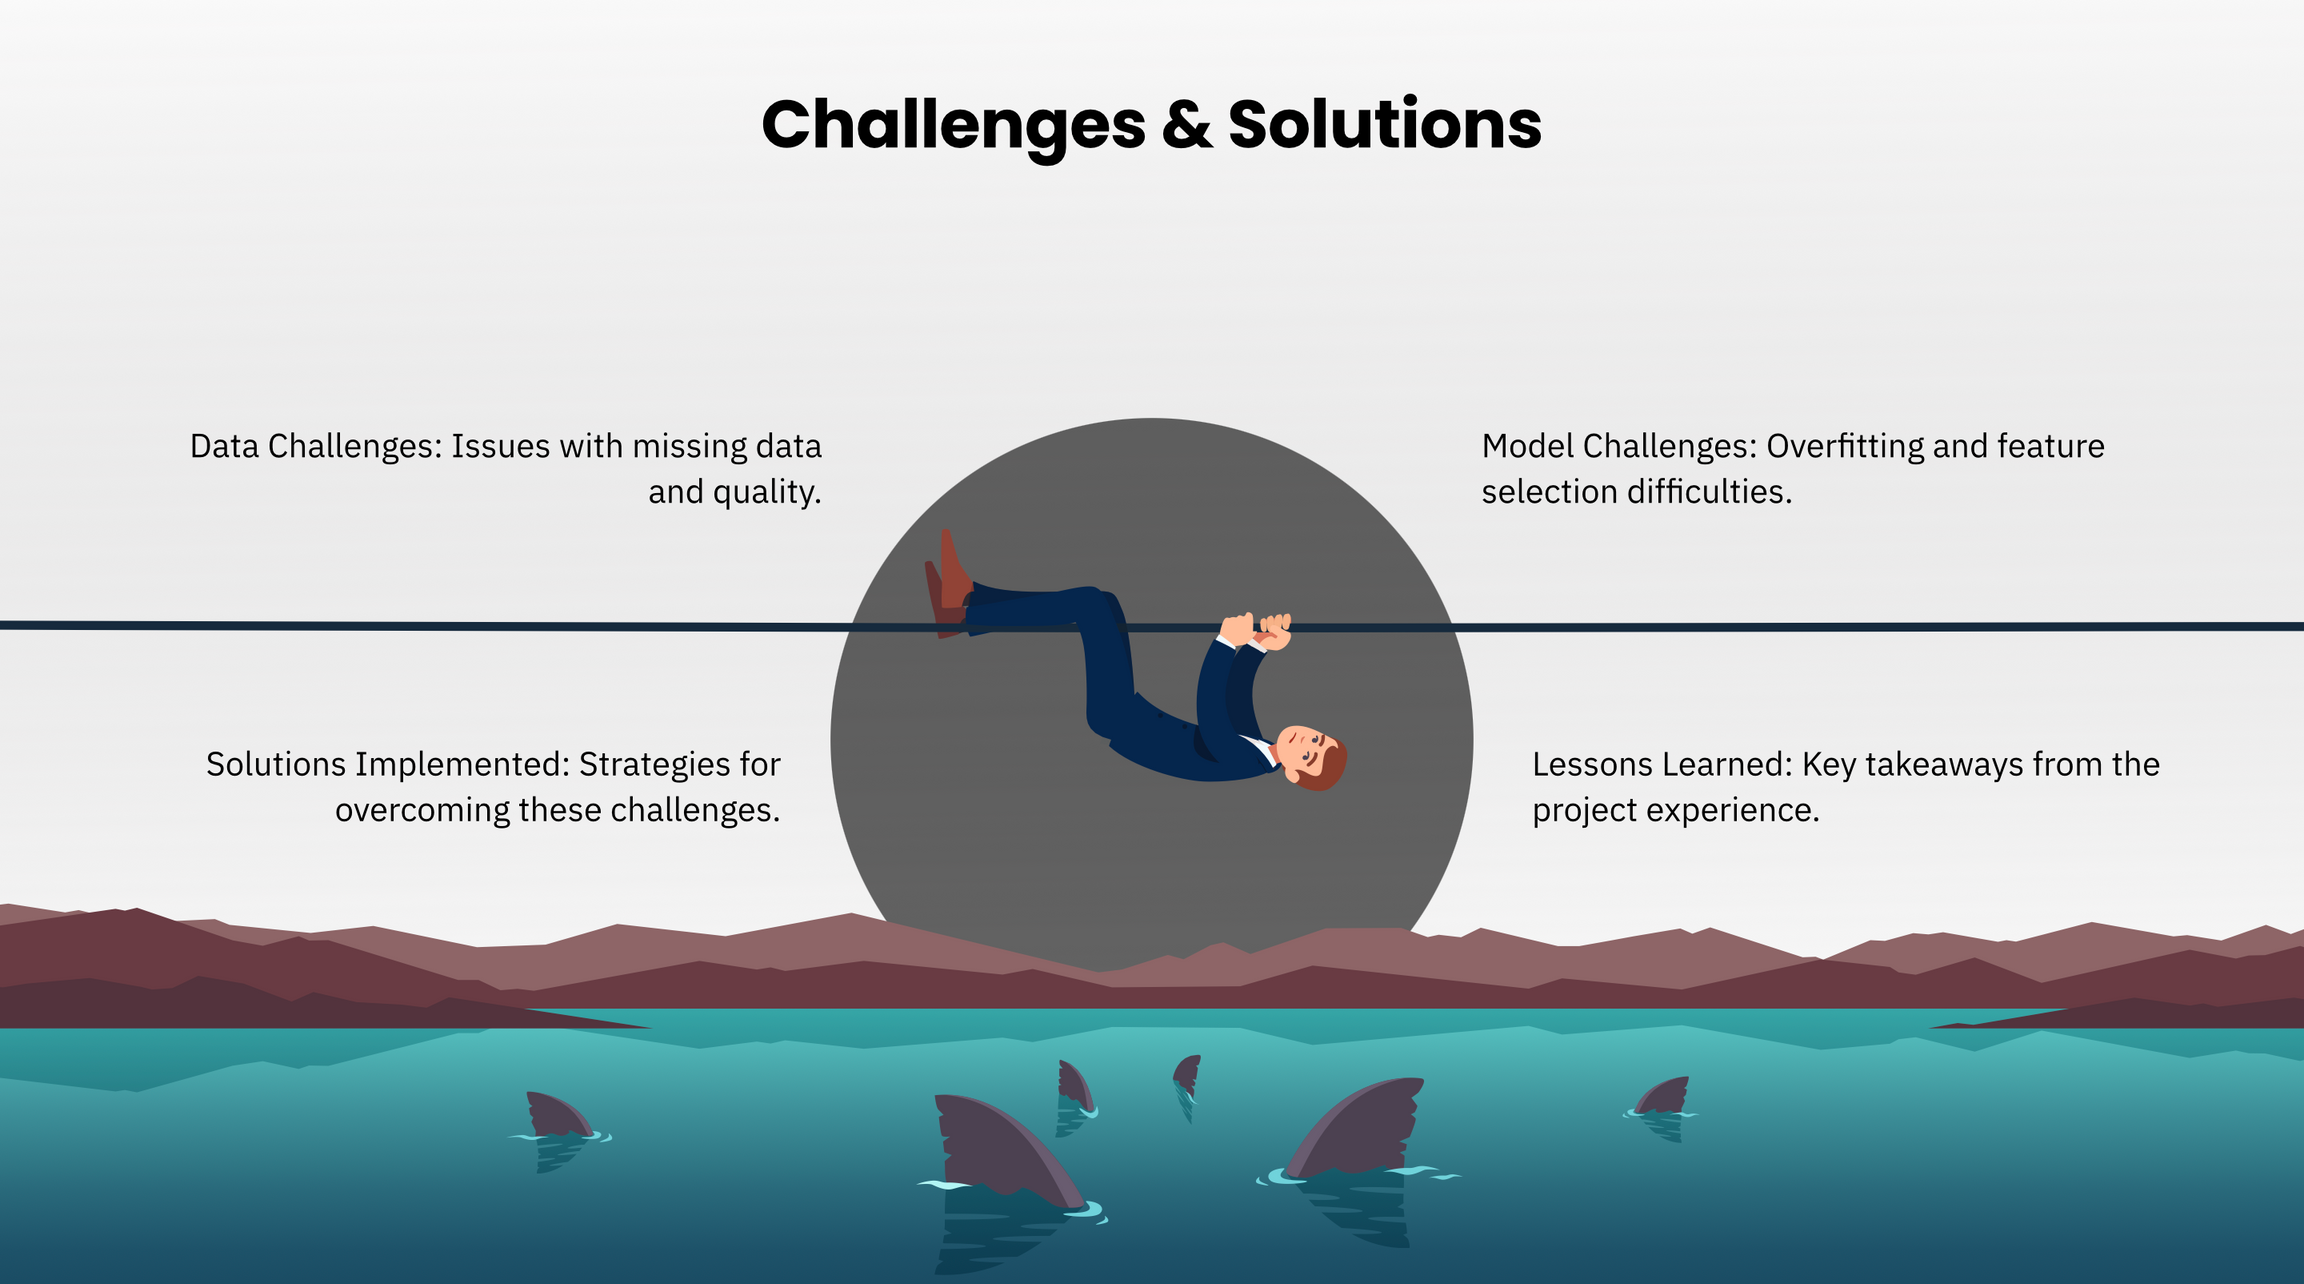 Challenges & Solutions
Data Challenges: Issues with missing data
and quality.
Model Challenges: Overfitting and feature
selection difficulties.
Solutions Implemented: Strategies for
overcoming these challenges.
Lessons Learned: Key takeaways from the
project experience.